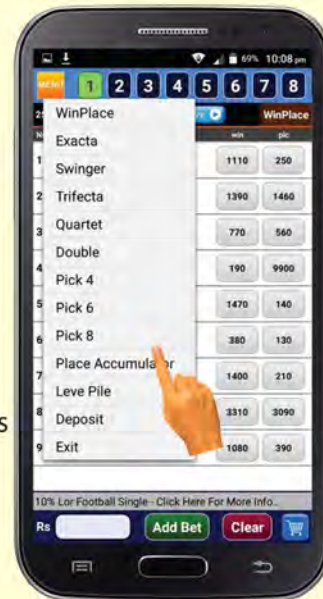 69% 10:08 pm
MENU 1 2 3 4 5 6 7 8
WinPlace
WinPlace
win plc
Exacta
1 1110 250
Swinger
2 Trifecta 1390 1460
Quartet
3 770 560
Double
4 190 9900
Pick 4
5 Pick 6 1470 140
Pick 8
6 380 130
Place Accumulator
7 1400 210
Leve Pile
8 Deposit 3310 3090
s
9 Exit 1080 390
10% Lor Football Single - Click Here For More Info..
Rs Add Bet Clear